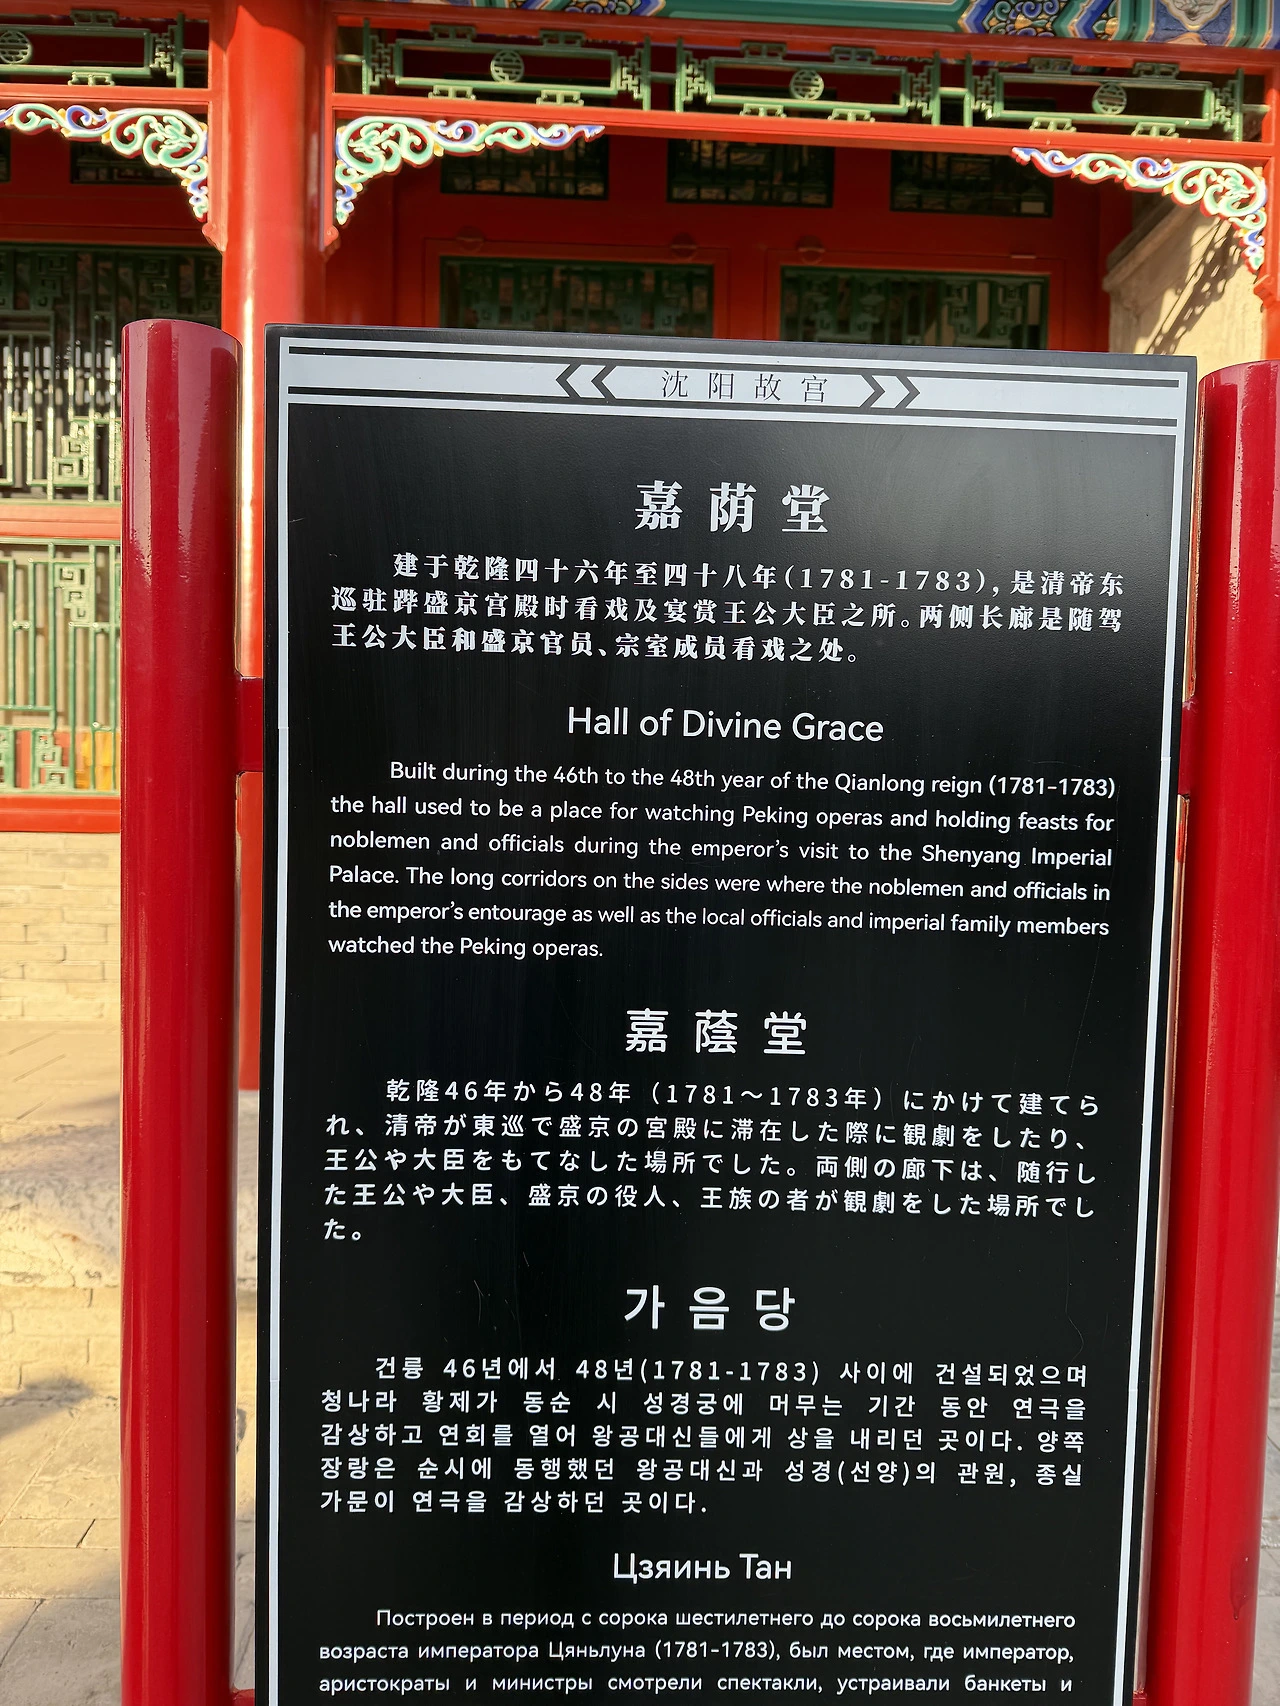 沈阳故宫
嘉荫堂
建于乾隆四十六年至四十八年(1781-1783),是清帝东
巡驻跸盛京宫殿时看戏及宴赏王公大臣之所。两侧长廊是随驾
王公大臣和盛京官员、宗室成员看戏之处。
Hall of Divine Grace
Built during the 46th to the 48th year of the Qianlong reign (1781-1783)
the hall used to be a place for watching Peking operas and holding feasts for
noblemen and officials during the emperor's visit to the Shenyang Imperial
Palace. The long corridors on the sides were where the noblemen and officials in
the emperor's entourage as well as the local officials and imperial family members
watched the Peking operas.
嘉蔭堂
乾隆46年から48年（1781～1783年）にかけて建てら
れ、清帝が東巡で盛京の宮殿に滞在した際に観劇をしたり、
王公や大臣をもてなした場所でした。両側の廊下は、随行し
た王公や大臣、盛京の役人、王族の者が観劇をした場所でし
た。
가음당
건륭 46년에서 48년(1781-1783) 사이에 건설되었으며
청나라 황제가 동순 시 성경궁에 머무는 기간 동안 연극을
감상하고 연회를 열어 왕공대신들에게 상을 내리던 곳이다. 양쪽
장랑은 순시에 동행했던 왕공대신과 성경(선양)의 관원, 종실
가문이 연극을 감상하던 곳이다.
Цзяинь Тан
Построен в период с сорока шестилетнего до сорока восьмилетнего
возраста императора Цяньлуна (1781-1783), был местом, где император,
аристократы и министры смотрели спектакли, устраивали банкеты и